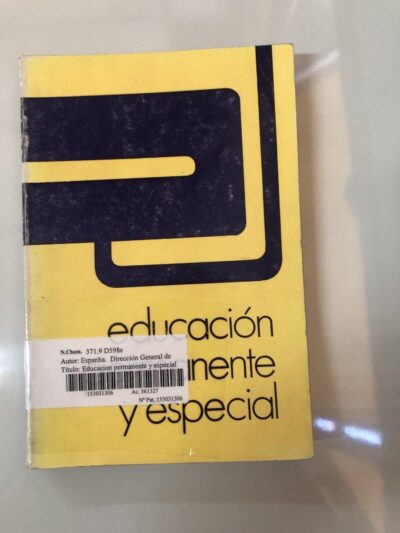 educación
anente
y especial
N.Cham. 371.9 D598e
Autor: Espanha. Dirección General de
Título: Educacion permanente y especial
153031306 Ac. 561327
Nº Pat.:153031306